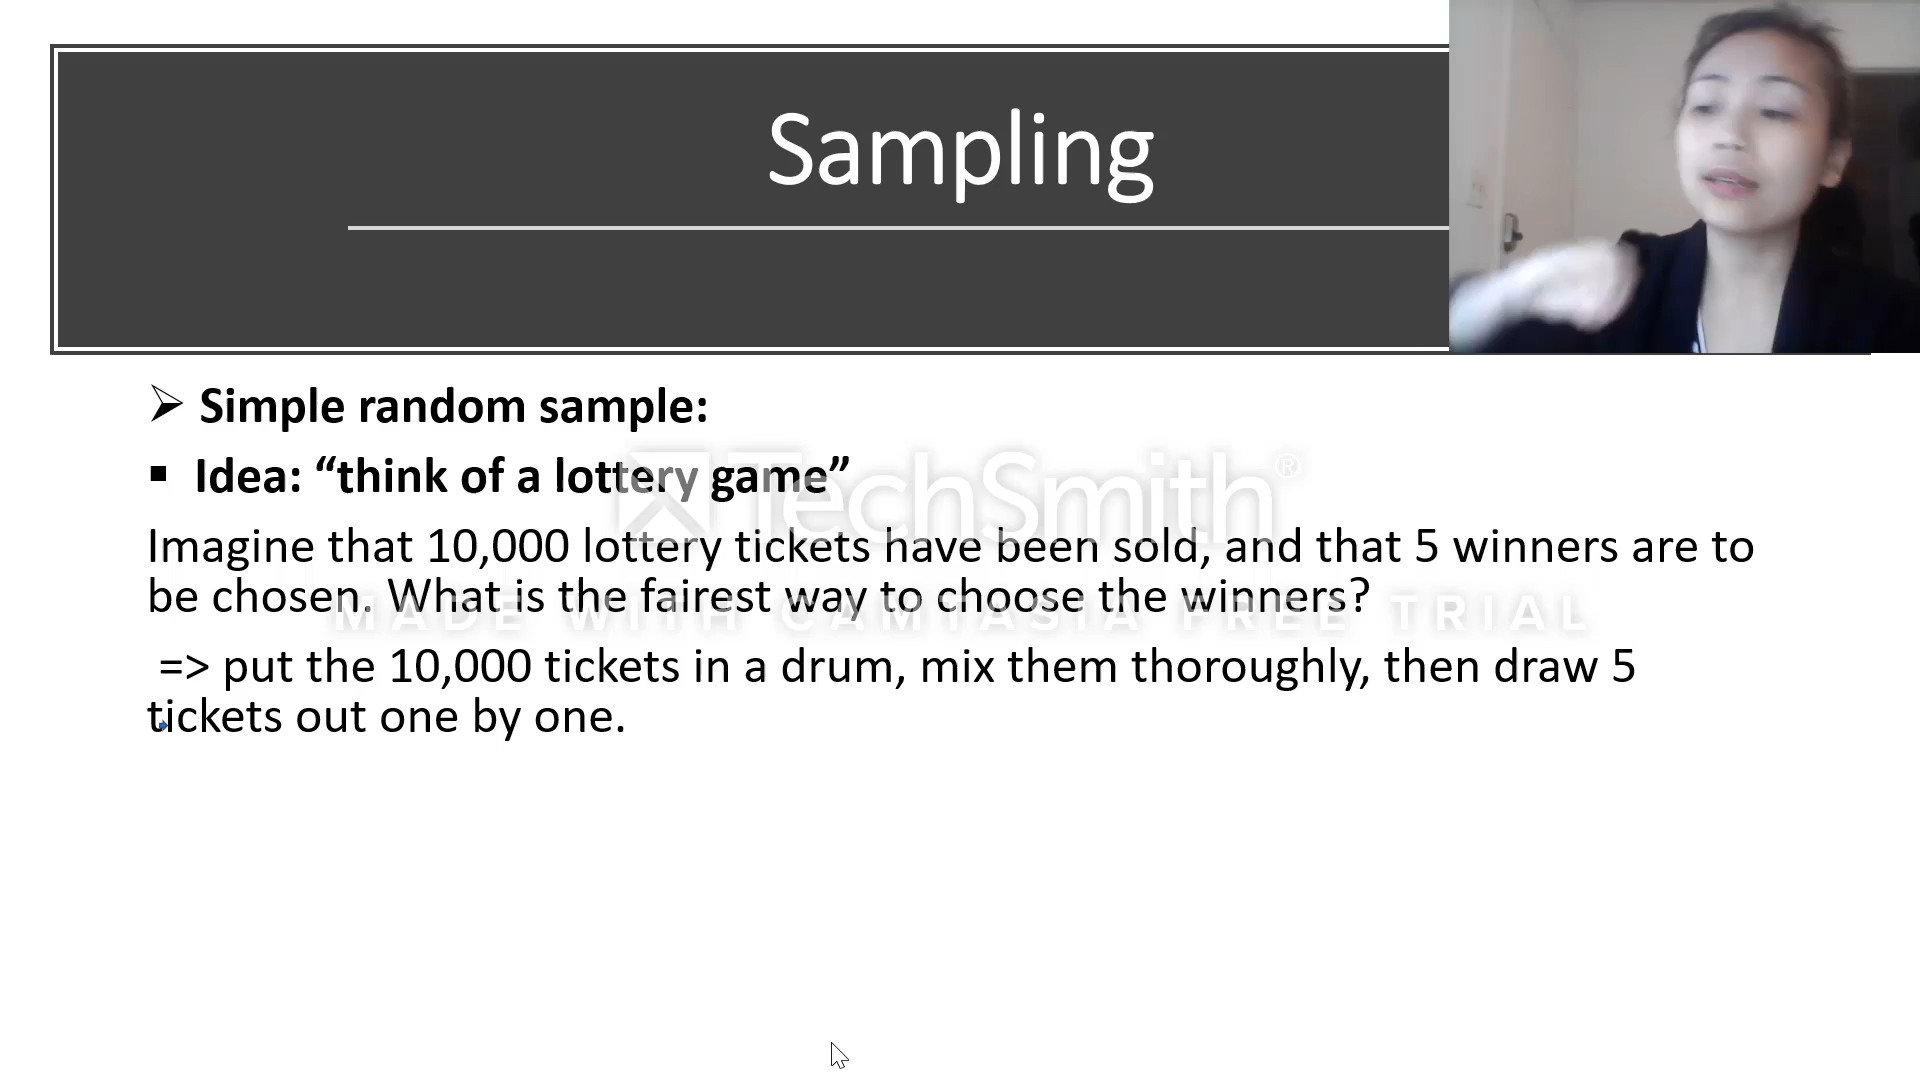 Sampling
➢ Simple random sample:
▪ Idea: “think of a lottery game”
TechSmith®
Imagine that 10,000 lottery tickets have been sold, and that 5 winners are to
be chosen. What is the fairest way to choose the winners?
MADE WITH CAMTASIA FREE TRIAL
=> put the 10,000 tickets in a drum, mix them thoroughly, then draw 5
tickets out one by one.